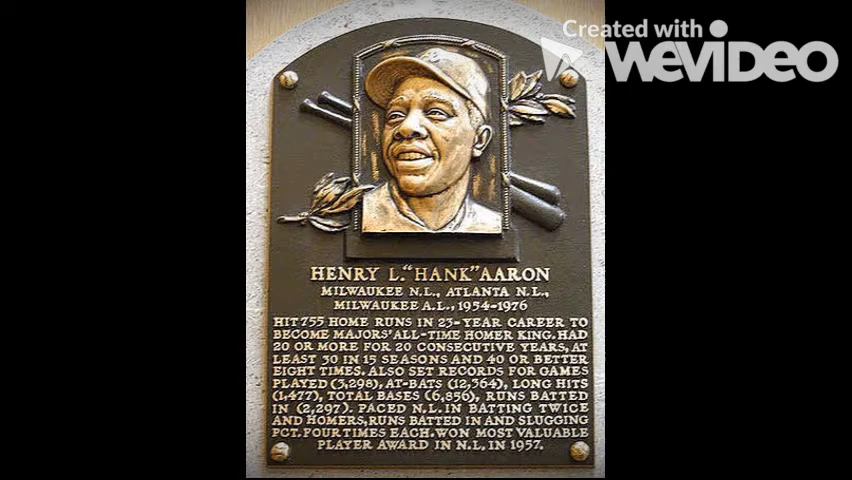 Created with
WeVIDEO
HENRY L. "HANK" AARON
MILWAUKEE N.L., ATLANTA N.L.,
MILWAUKEE A.L., 1954-1976
HIT 755 HOME RUNS IN 23-YEAR CAREER TO
BECOME MAJORS' ALL-TIME HOMER KING. HAD
20 OR MORE FOR 20 CONSECUTIVE YEARS, AT
LEAST 30 IN 15 SEASONS AND 40 OR BETTER
EIGHT TIMES. ALSO SET RECORDS FOR GAMES
PLAYED (3,298), AT-BATS (12,364), LONG HITS
(1,477), TOTAL BASES (6,856), RUNS BATTED
IN (2,297). PACED N.L. IN BATTING TWICE
AND HOMERS, RUNS BATTED IN AND SLUGGING
PCT. FOUR TIMES EACH. WON MOST VALUABLE
PLAYER AWARD IN N.L. IN 1957.